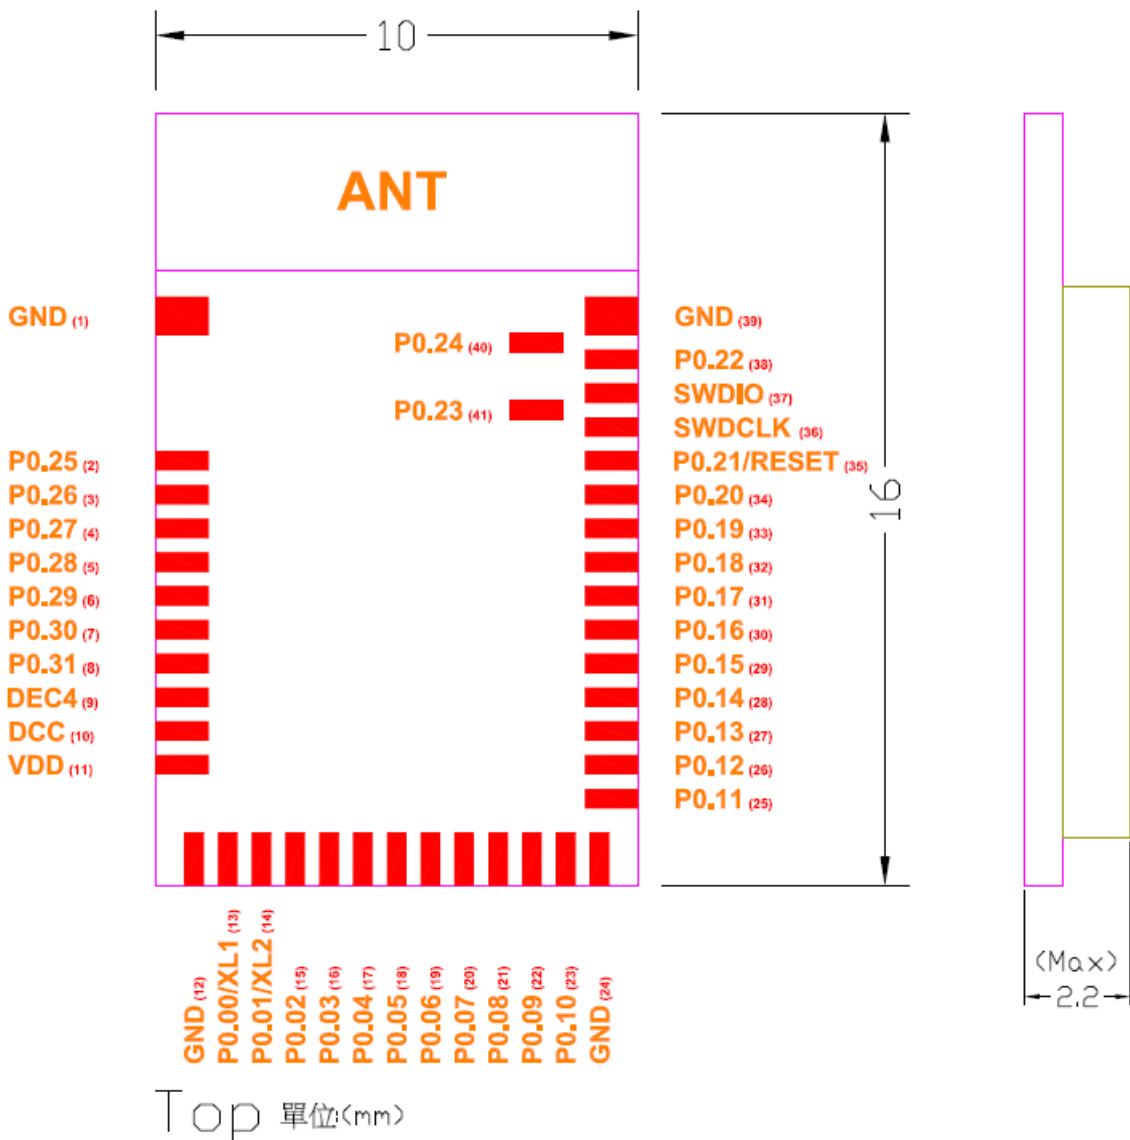 10
ANT
GND (1)
P0.25 (2)
P0.26 (3)
P0.27 (4)
P0.28 (5)
P0.29 (6)
P0.30 (7)
P0.31 (8)
DEC4 (9)
DCC (10)
VDD (11)
P0.24 (40)
P0.23 (41)
GND (39)
P0.22 (38)
SWDIO (37)
SWDCLK (36)
P0.21/RESET (35)
P0.20 (34)
P0.19 (33)
P0.18 (32)
P0.17 (31)
P0.16 (30)
P0.15 (29)
P0.14 (28)
P0.13 (27)
P0.12 (26)
P0.11 (25)
16
GND (12)
P0.00/XL1 (13)
P0.01/XL2 (14)
P0.02 (15)
P0.03 (16)
P0.04 (17)
P0.05 (18)
P0.06 (19)
P0.07 (20)
P0.08 (21)
P0.09 (22)
P0.10 (23)
GND (24)
(Max)
2.2
Top 單位:(mm)